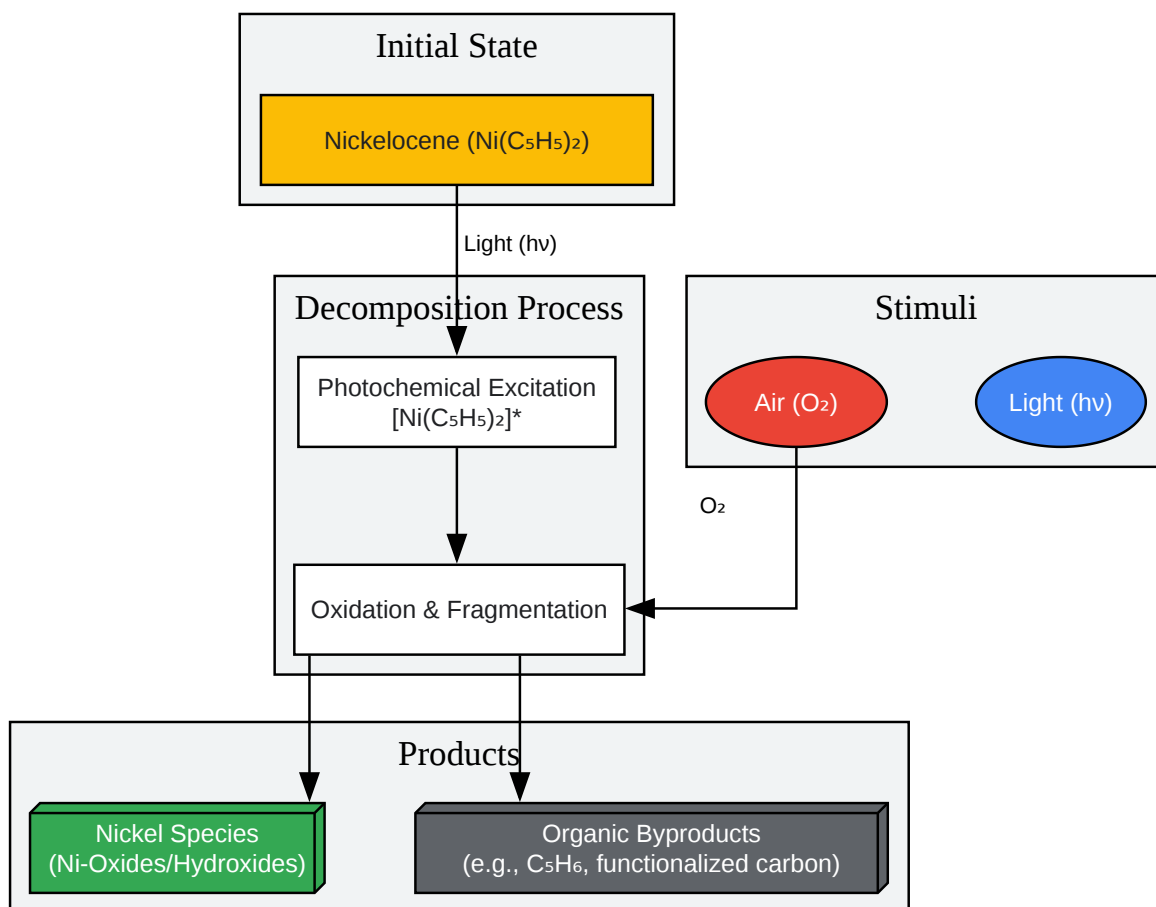 Initial State
Nickelocene (Ni(C₅H₅)₂)
Light (hν)
Decomposition Process
Stimuli
Photochemical Excitation
[Ni(C₅H₅)₂]*
Air (O₂)
Light (hν)
O₂
Oxidation & Fragmentation
Products
Nickel Species
(Ni-Oxides/Hydroxides)
Organic Byproducts
(e.g., C₅H₆, functionalized carbon)